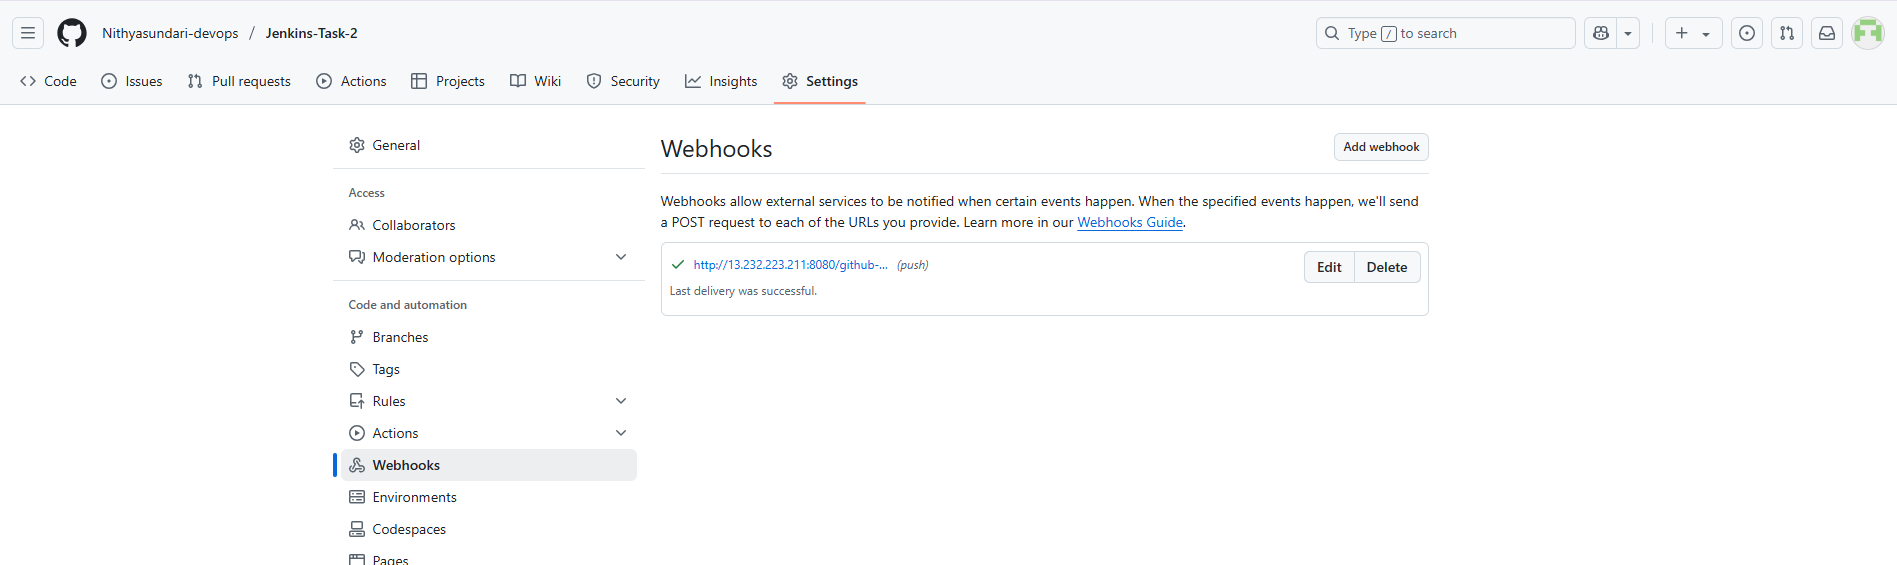 Nithyasundari-devops / Jenkins-Task-2
Type / to search
Code Issues Pull requests Actions Projects Wiki Security Insights Settings
General
Access
Collaborators
Moderation options
Code and automation
Branches
Tags
Rules
Actions
Webhooks
Environments
Codespaces
Pages
Webhooks
Add webhook
Webhooks allow external services to be notified when certain events happen. When the specified events happen, we'll send
a POST request to each of the URLs you provide. Learn more in our Webhooks Guide.
http://13.232.223.211:8080/github-... (push)
Edit Delete
Last delivery was successful.